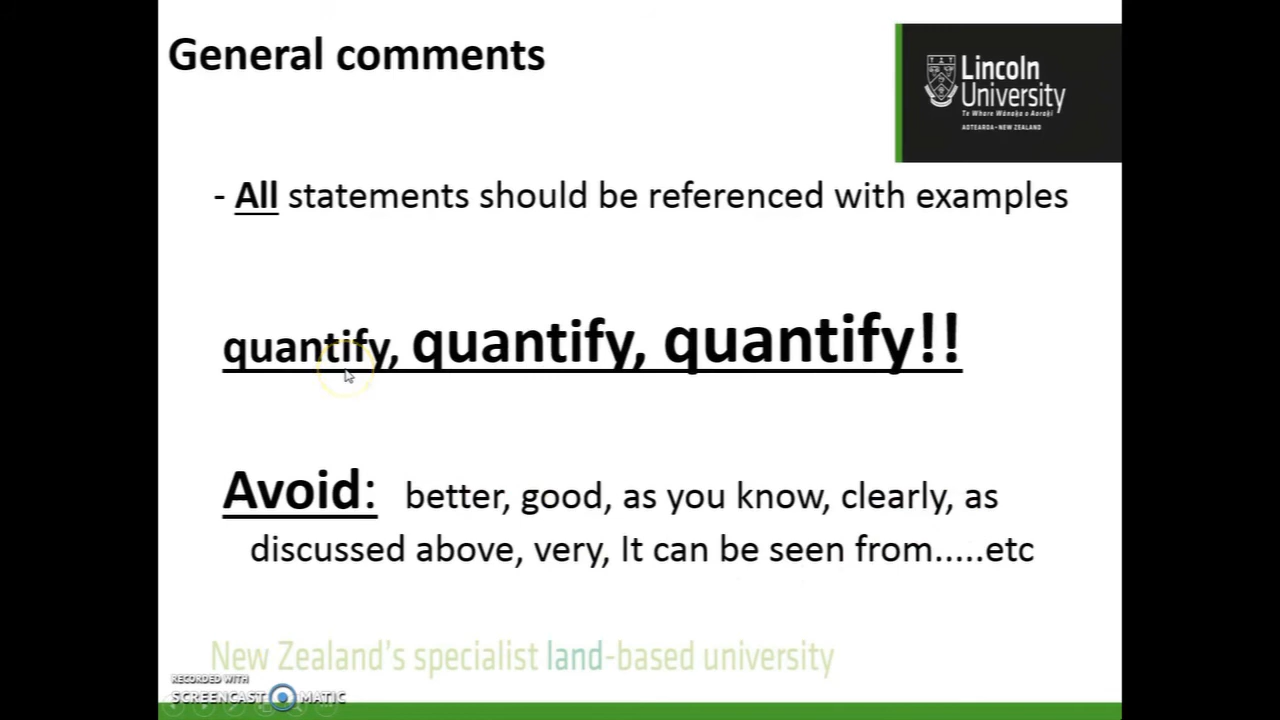 General comments
Lincoln
University
Te Whare Wānaka o Aoraki
AOTEAROA • NEW ZEALAND
- All statements should be referenced with examples
quantify, quantify, quantify!!
Avoid: better, good, as you know, clearly, as
discussed above, very, It can be seen from.....etc
New Zealand's specialist land-based university
RECORDED WITH
SCREENCAST MATIC